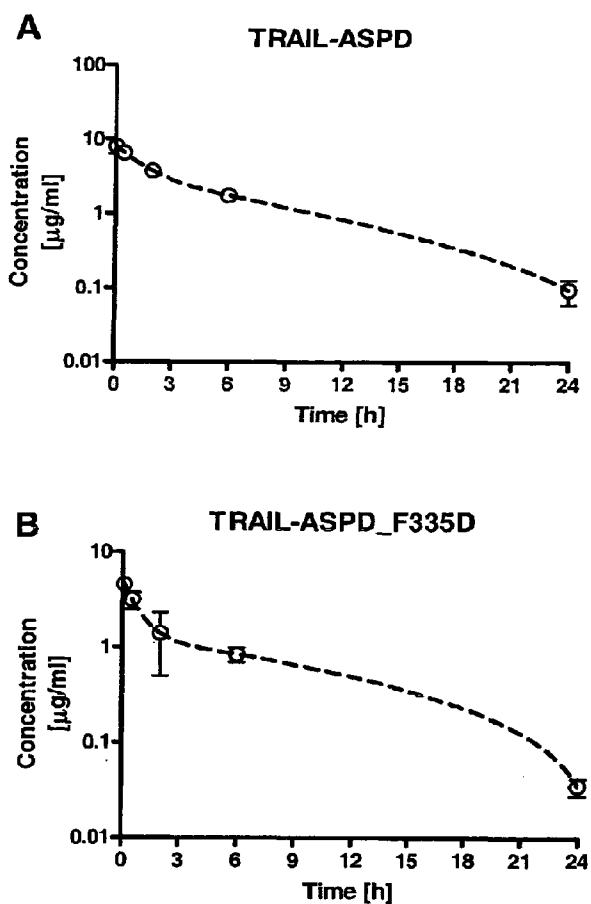 A
TRAIL-ASPD
100
10
1
0.1
0.01
Concentration
[µg/ml]
0 3 6 9 12 15 18 21 24
Time [h]
B
TRAIL-ASPD_F335D
10
1
0.1
0.01
Concentration
[µg/ml]
0 3 6 9 12 15 18 21 24
Time [h]